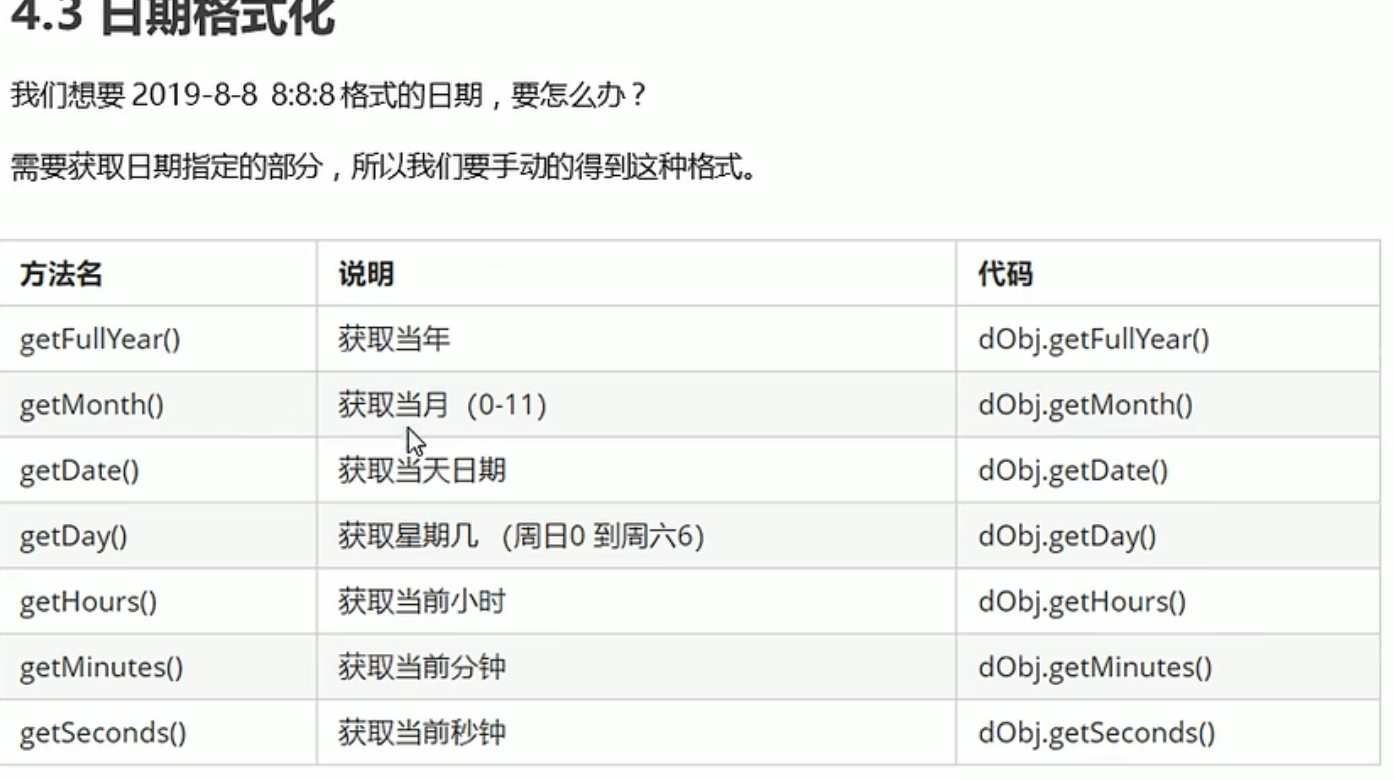 4.3 日期格式化
我们想要 2019-8-8 8:8:8 格式的日期，要怎么办？
需要获取日期指定的部分，所以我们要手动的得到这种格式。
方法名 说明 代码
getFullYear() 获取当年 dObj.getFullYear()
getMonth() 获取当月（0-11） dObj.getMonth()
getDate() 获取当天日期 dObj.getDate()
getDay() 获取星期几 （周日0 到周六6） dObj.getDay()
getHours() 获取当前小时 dObj.getHours()
getMinutes() 获取当前分钟 dObj.getMinutes()
getSeconds() 获取当前秒钟 dObj.getSeconds()